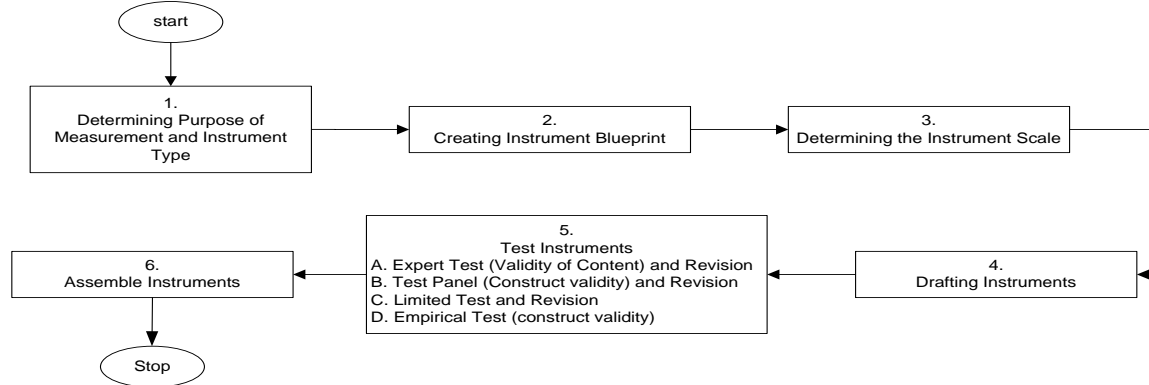 start
1.
Determining Purpose of
Measurement and Instrument
Type
2.
Creating Instrument Blueprint
3.
Determining the Instrument Scale
4.
Drafting Instruments
5.
Test Instruments
A. Expert Test (Validity of Content) and Revision
B. Test Panel (Construct validity) and Revision
C. Limited Test and Revision
D. Empirical Test (construct validity)
6.
Assemble Instruments
Stop